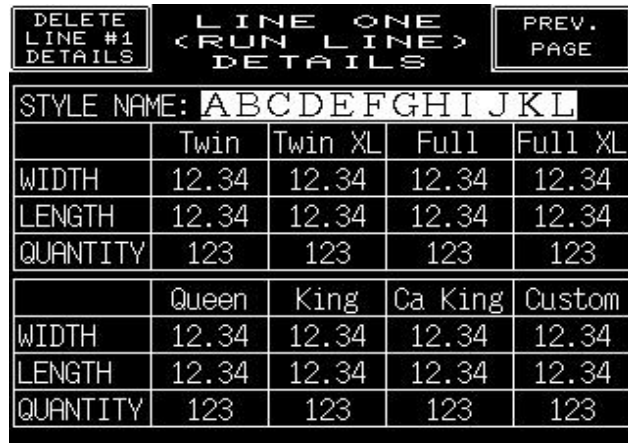 DELETE
LINE #1
DETAILS
LINE ONE
<RUN LINE>
DETAILS
PREV.
PAGE
STYLE NAME: ABCDEFGHIJKL
Twin Twin XL Full Full XL
WIDTH 12.34 12.34 12.34 12.34
LENGTH 12.34 12.34 12.34 12.34
QUANTITY 123 123 123 123
Queen King Ca King Custom
WIDTH 12.34 12.34 12.34 12.34
LENGTH 12.34 12.34 12.34 12.34
QUANTITY 123 123 123 123